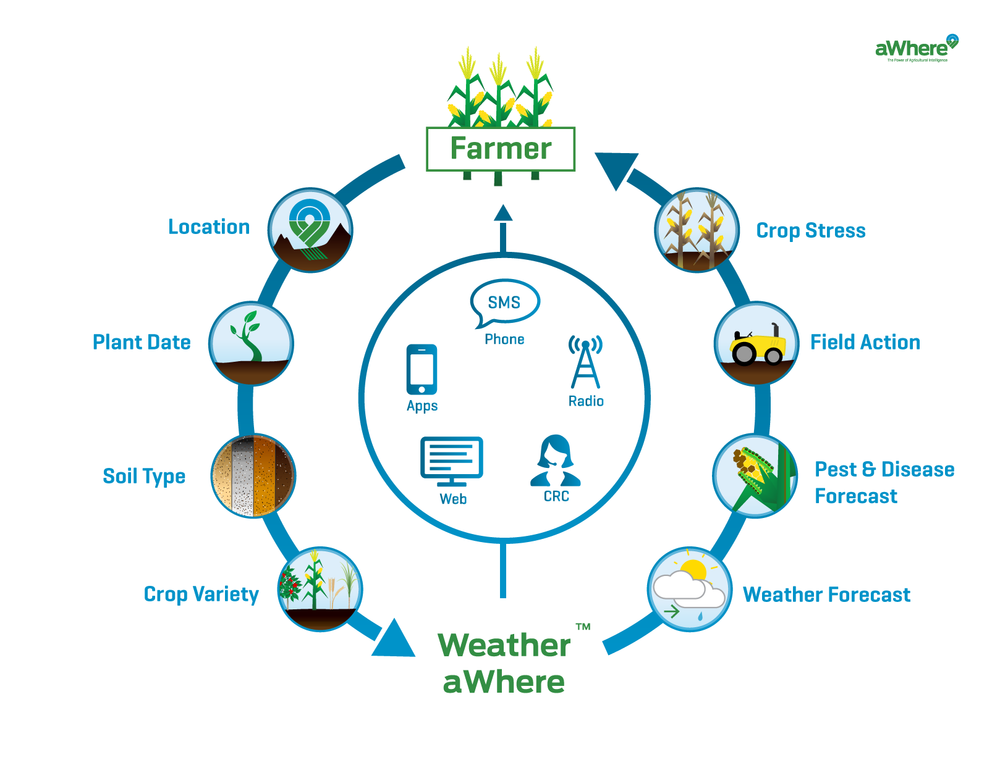 aWhere
The Power of Agricultural Intelligence
Farmer
Location
Crop Stress
SMS
Phone
Plant Date
Field Action
Apps
Radio
Soil Type
Pest & Disease
Forecast
Web
CRC
Crop Variety
Weather Forecast
Weather™
aWhere